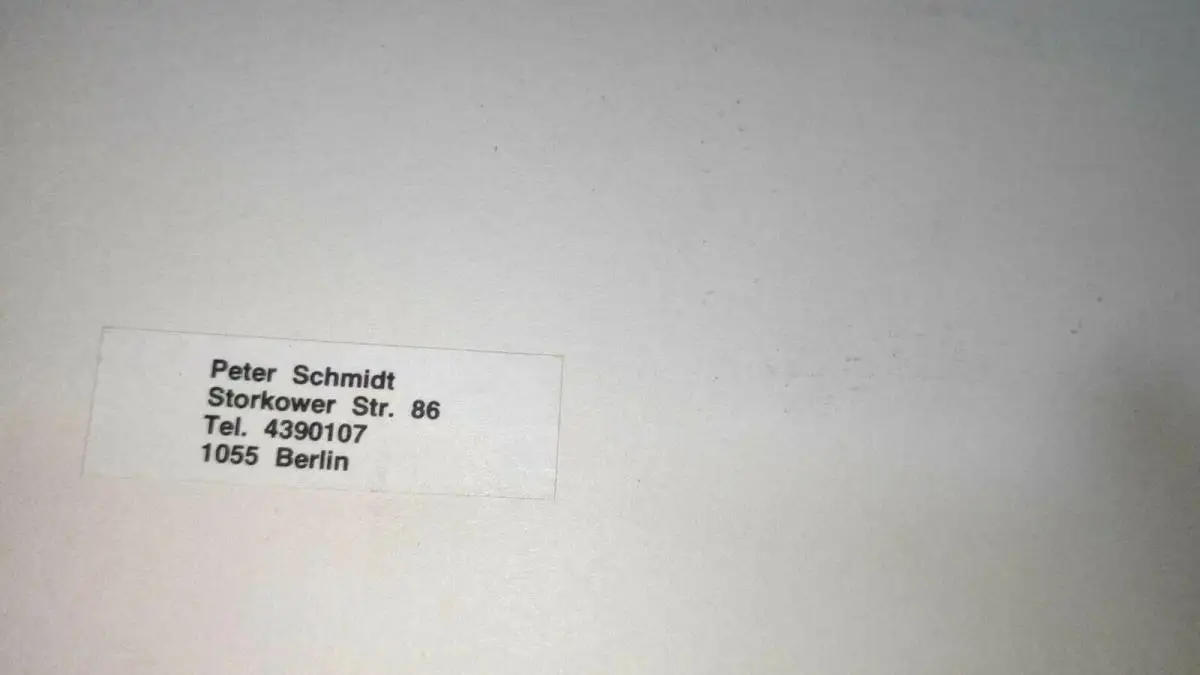 Peter Schmidt
Storkower Str. 86
Tel. 4390107
1055 Berlin